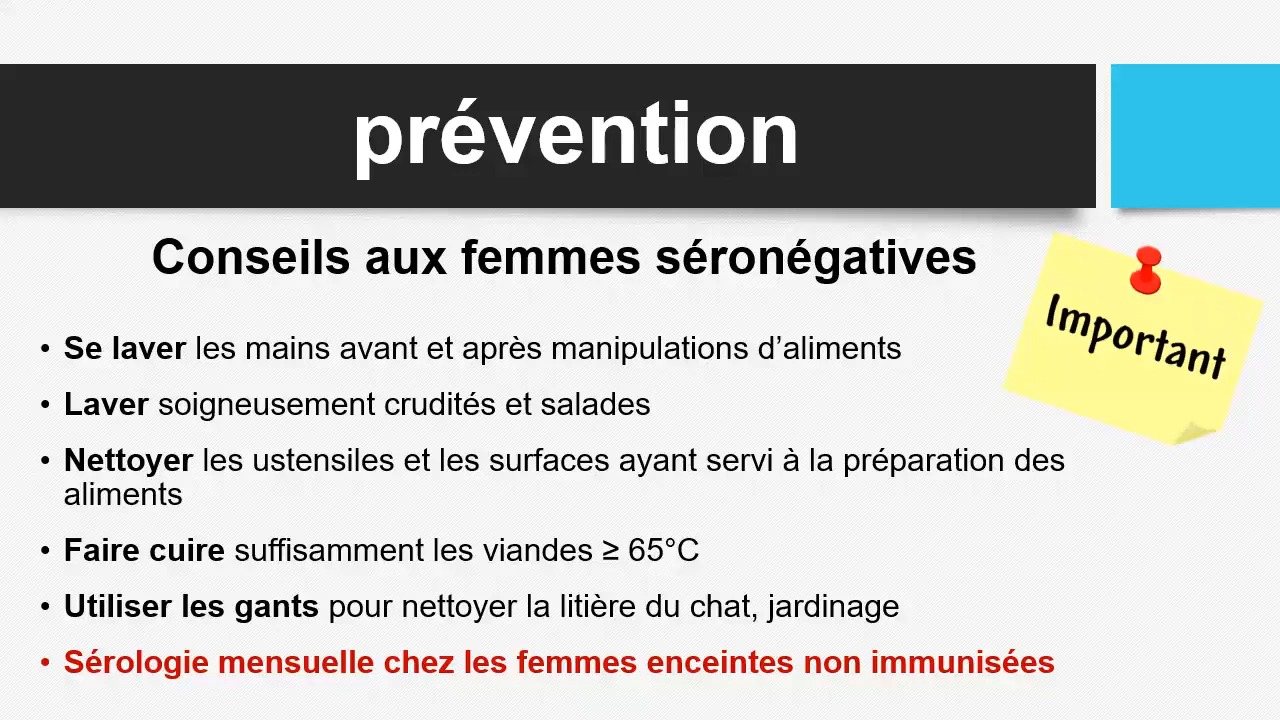 prévention
Conseils aux femmes séronégatives
Important
• Se laver les mains avant et après manipulations d’aliments
• Laver soigneusement crudités et salades
• Nettoyer les ustensiles et les surfaces ayant servi à la préparation des
aliments
• Faire cuire suffisamment les viandes ≥ 65°C
• Utiliser les gants pour nettoyer la litière du chat, jardinage
• Sérologie mensuelle chez les femmes enceintes non immunisées